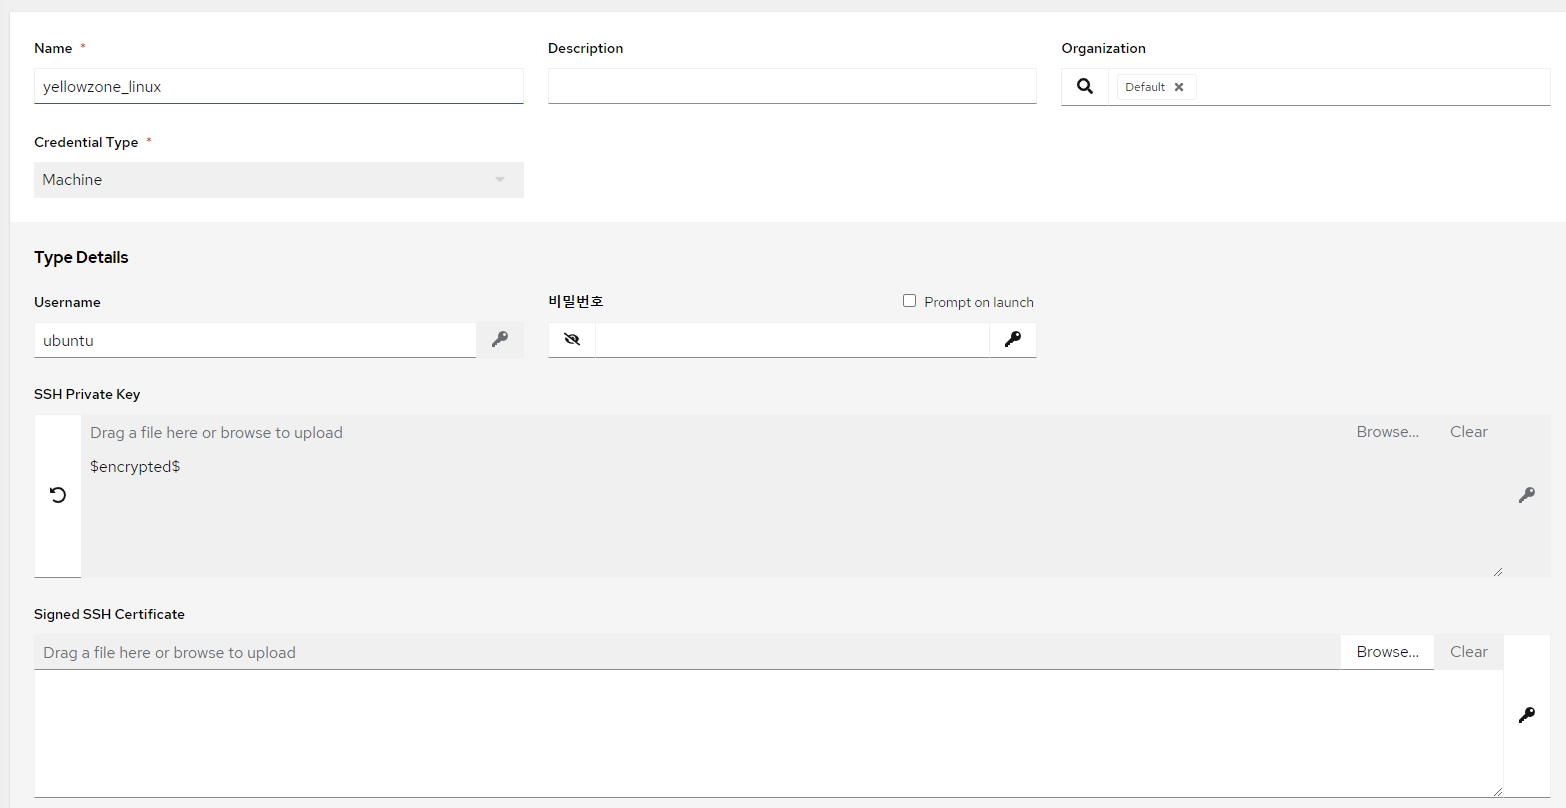 Name * Description Organization
yellowzone_linux Default
Credential Type *
Machine
Type Details
Username 비밀번호 Prompt on launch
ubuntu
SSH Private Key
Drag a file here or browse to upload Browse... Clear
$encrypted$
Signed SSH Certificate
Drag a file here or browse to upload Browse... Clear